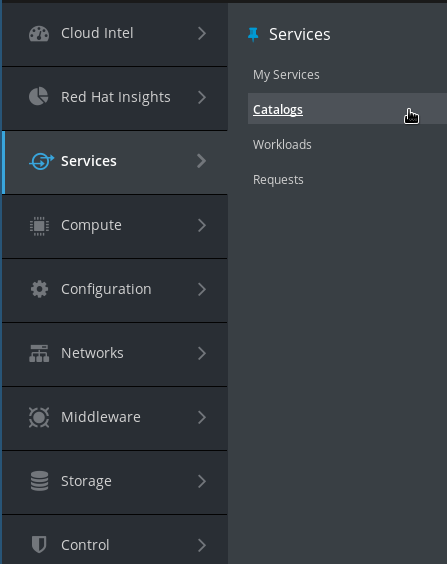 Cloud Intel
Red Hat Insights
Services
Compute
Configuration
Networks
Middleware
Storage
Control
Services
My Services
Catalogs
Workloads
Requests